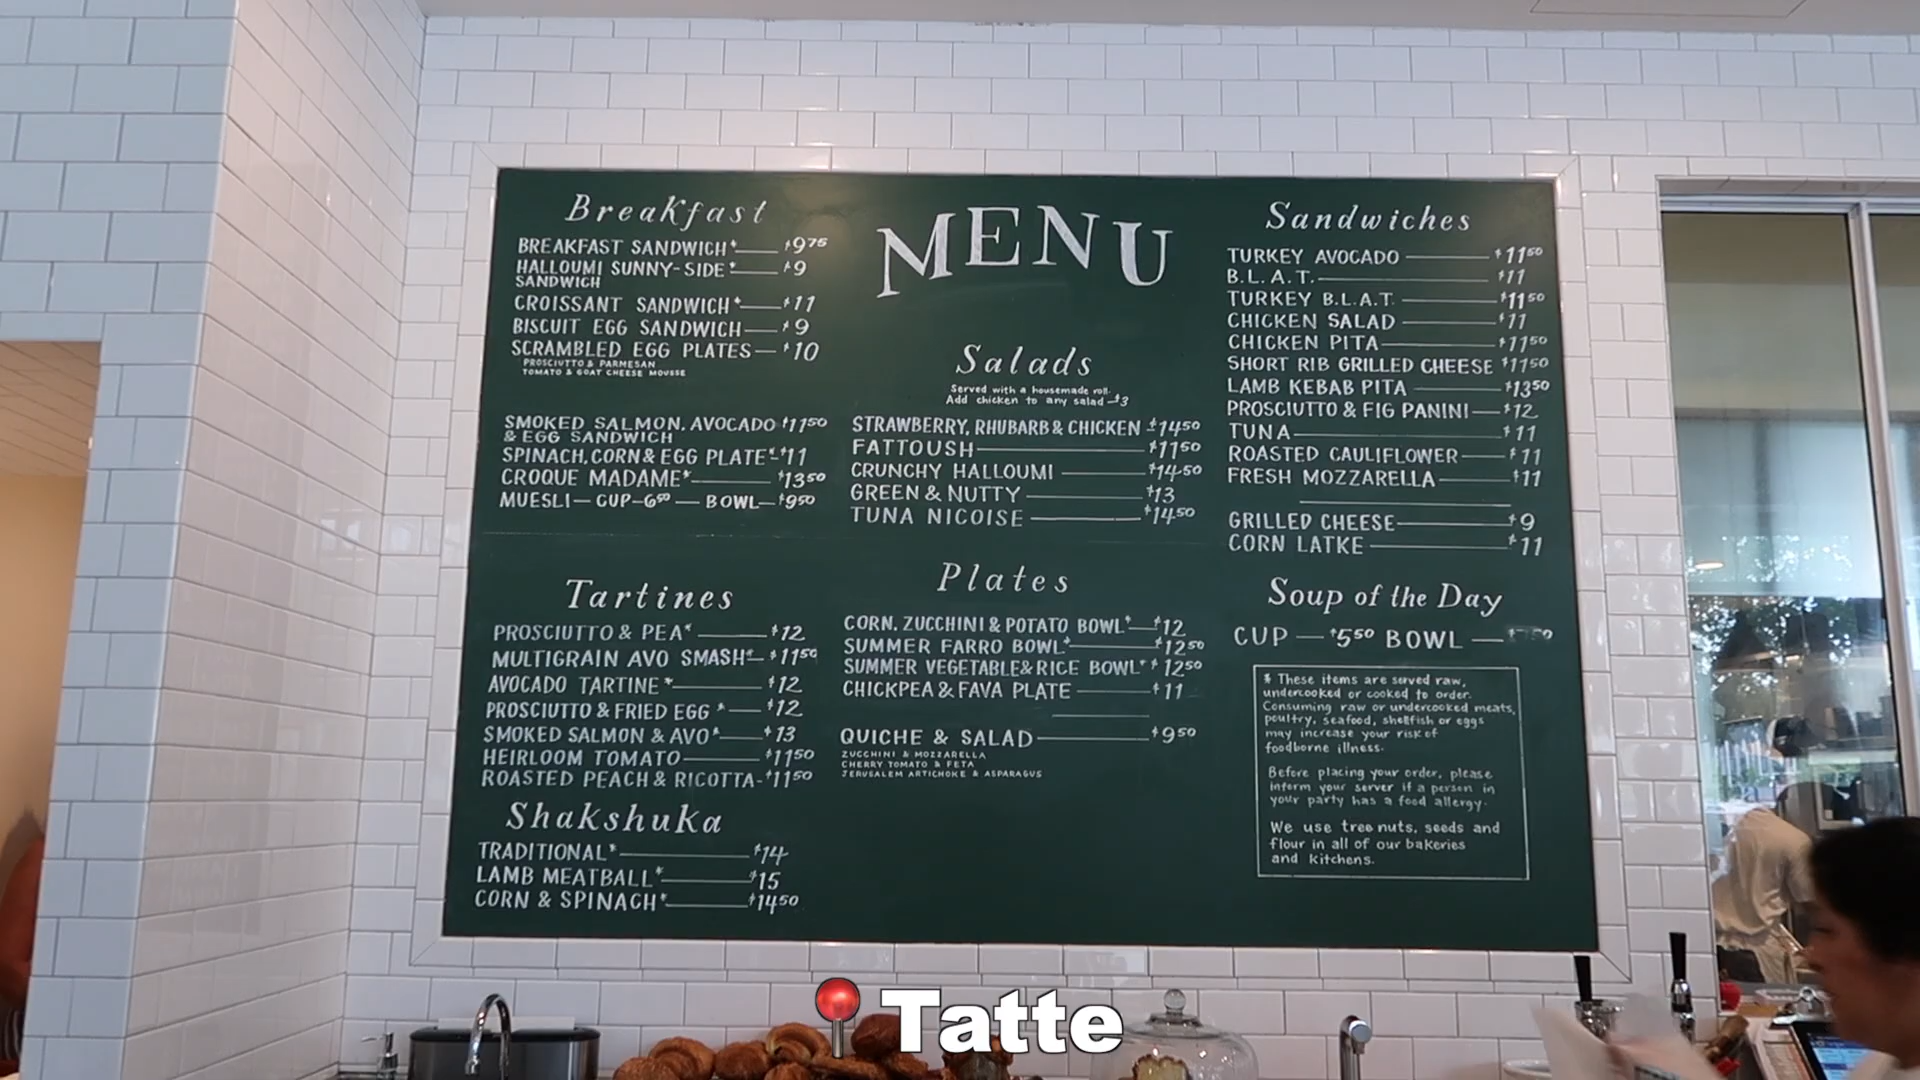 MENU
Breakfast
BREAKFAST SANDWICH* — $9.75
HALLOUMI SUNNY-SIDE* — $9
SANDWICH
CROISSANT SANDWICH* — $11
BISCUIT EGG SANDWICH — $9
SCRAMBLED EGG PLATES — $10
PROSCIUTTO & PARMESAN
TOMATO & GOAT CHEESE MOUSSE
SMOKED SALMON, AVOCADO $11.50
& EGG SANDWICH
SPINACH, CORN & EGG PLATE* $11
CROQUE MADAME* — $13.50
MUESLI — CUP — 6.50 — BOWL — $9.50
Tartines
PROSCIUTTO & PEA* — $12
MULTIGRAIN AVO SMASH* — $11.50
AVOCADO TARTINE* — $12
PROSCIUTTO & FRIED EGG* — $12
SMOKED SALMON & AVO* — $13
HEIRLOOM TOMATO — $11.50
ROASTED PEACH & RICOTTA - $11.50
Shakshuka
TRADITIONAL* — $14
LAMB MEATBALL* — $15
CORN & SPINACH* — $14.50
Salads
Served with a housemade roll.
Add chicken to any salad — $3
STRAWBERRY, RHUBARB & CHICKEN $14.50
FATTOUSH — $11.50
CRUNCHY HALLOUMI — $14.50
GREEN & NUTTY — $13
TUNA NICOISE — $14.50
Plates
CORN, ZUCCHINI & POTATO BOWL* — $12
SUMMER FARRO BOWL* — $12.50
SUMMER VEGETABLE & RICE BOWL* $12.50
CHICKPEA & FAVA PLATE — $11
QUICHE & SALAD — $9.50
ZUCCHINI & MOZZARELLA
CHERRY TOMATO & FETA
JERUSALEM ARTICHOKE & ASPARAGUS
Sandwiches
TURKEY AVOCADO — $11.50
B.L.A.T. — $11
TURKEY B.L.A.T. — $11.50
CHICKEN SALAD — $11
CHICKEN PITA — $11.50
SHORT RIB GRILLED CHEESE $11.50
LAMB KEBAB PITA — $13.50
PROSCIUTTO & FIG PANINI — $12
TUNA — $11
ROASTED CAULIFLOWER — $11
FRESH MOZZARELLA — $11
GRILLED CHEESE — $9
CORN LATKE — $11
Soup of the Day
CUP — $5.50 BOWL —
* These items are served raw,
undercooked or cooked to order.
Consuming raw or undercooked meats,
poultry, seafood, shellfish or eggs
may increase your risk of
foodborne illness.
Before placing your order, please
inform your server if a person in
your party has a food allergy.
We use tree nuts, seeds and
flour in all of our bakeries
and kitchens.
Tatte